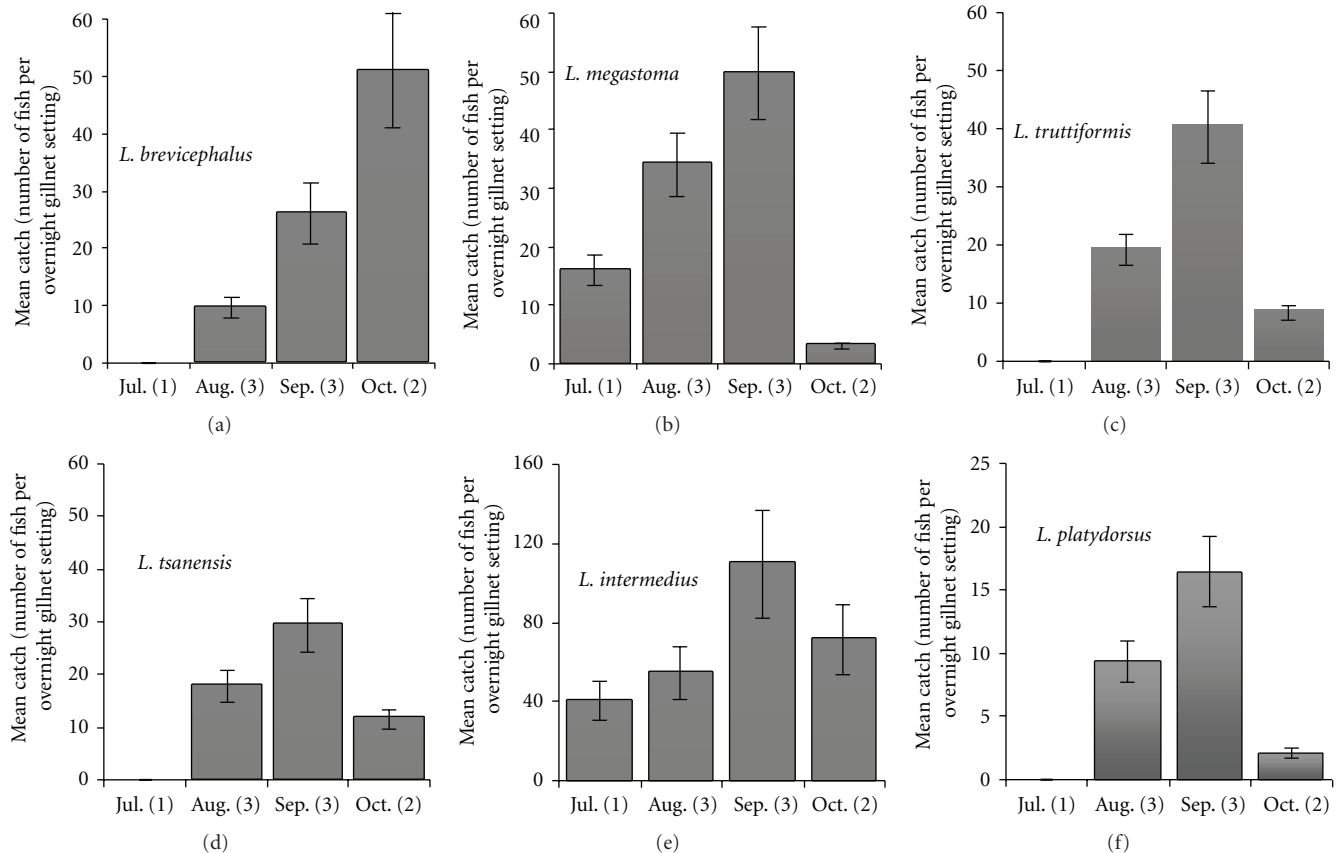 Mean catch (number of fish per
overnight gillnet setting)
60
50
40
30
20
10
0
L. brevicephalus
Jul. (1) Aug. (3) Sep. (3) Oct. (2)
(a)
Mean catch (number of fish per
overnight gillnet setting)
60
50
40
30
20
10
0
L. megastoma
Jul. (1) Aug. (3) Sep. (3) Oct. (2)
(b)
Mean catch (number of fish per
overnight gillnet setting)
60
50
40
30
20
10
0
L. truttiformis
Jul. (1) Aug. (3) Sep. (3) Oct. (2)
(c)
Mean catch (number of fish per
overnight gillnet setting)
60
50
40
30
20
10
0
L. tsanensis
Jul. (1) Aug. (3) Sep. (3) Oct. (2)
(d)
Mean catch (number of fish per
overnight gillnet setting)
160
120
80
40
0
L. intermedius
Jul. (1) Aug. (3) Sep. (3) Oct. (2)
(e)
Mean catch (number of fish per
overnight gillnet setting)
25
20
15
10
5
0
L. platydorsus
Jul. (1) Aug. (3) Sep. (3) Oct. (2)
(f)